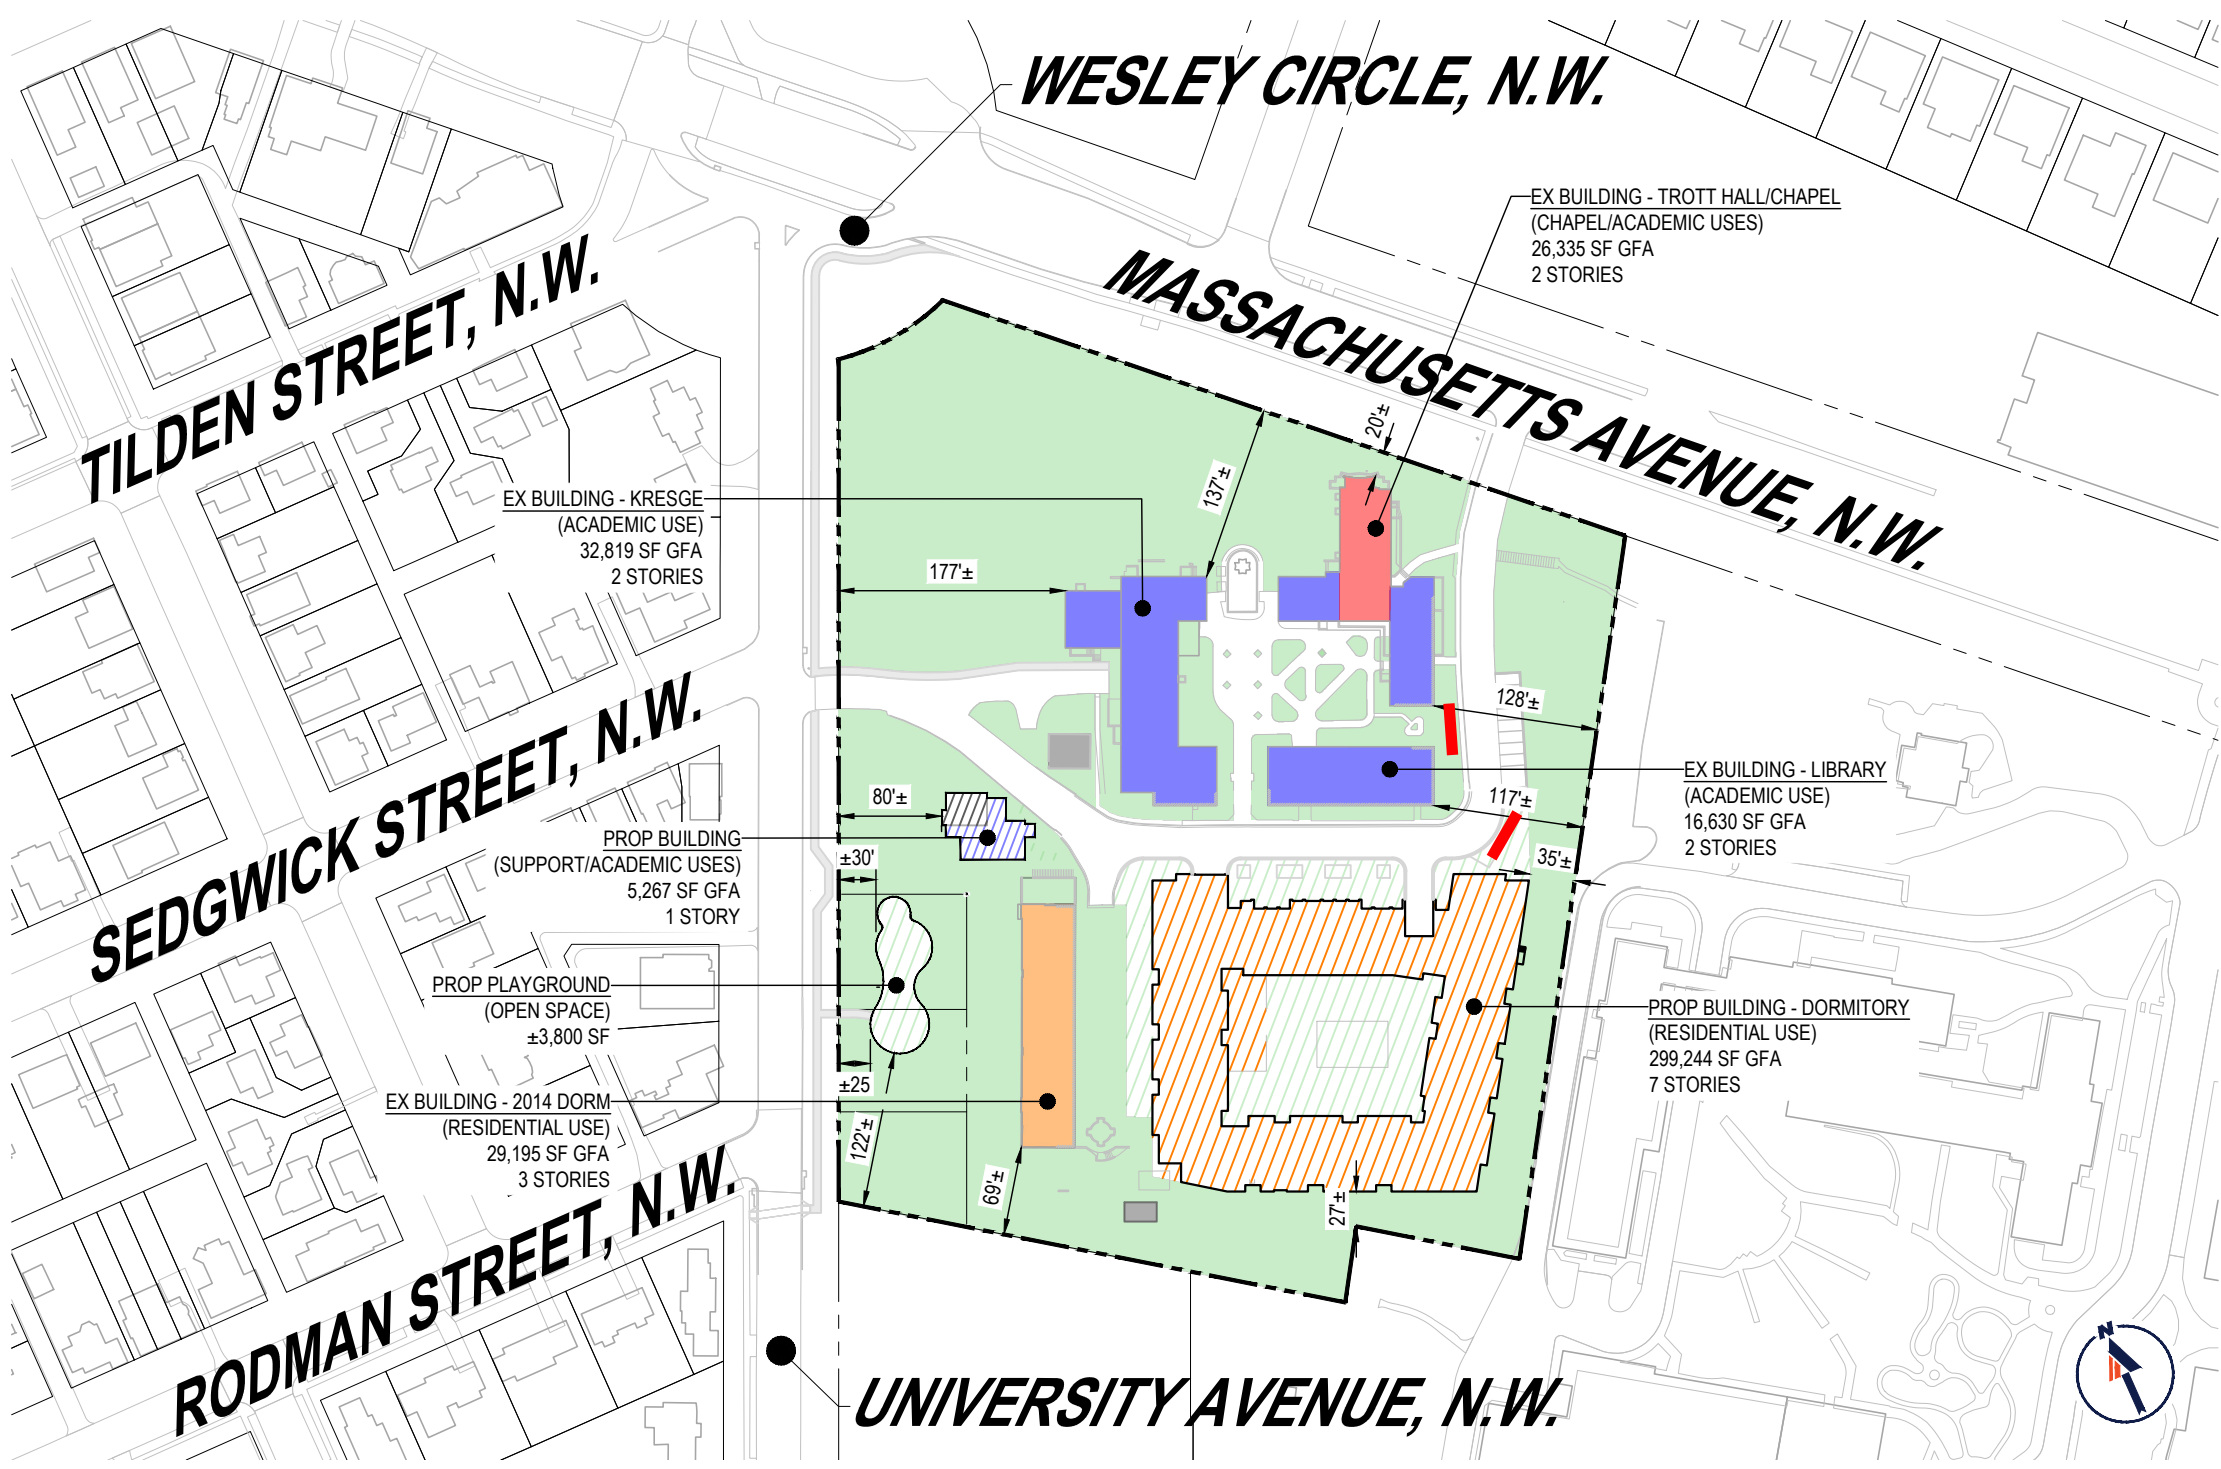 WESLEY CIRCLE, N.W.
EX BUILDING - TROTT HALL/CHAPEL
(CHAPEL/ACADEMIC USES)
26,335 SF GFA
2 STORIES
MASSACHUSETTS AVENUE, N.W.
TILDEN STREET, N.W.
20'±
137'±
EX BUILDING - KRESGE
(ACADEMIC USE)
32,819 SF GFA
2 STORIES
177'±
128'±
SEDGWICK STREET, N.W.
EX BUILDING - LIBRARY
(ACADEMIC USE)
16,630 SF GFA
2 STORIES
80'±
117'±
PROP BUILDING
(SUPPORT/ACADEMIC USES)
5,267 SF GFA
1 STORY
±30'
35'±
PROP PLAYGROUND
(OPEN SPACE)
±3,800 SF
PROP BUILDING - DORMITORY
(RESIDENTIAL USE)
299,244 SF GFA
7 STORIES
±25
EX BUILDING - 2014 DORM
(RESIDENTIAL USE)
29,195 SF GFA
3 STORIES
122'±
69'±
27'±
RODMAN STREET, N.W.
UNIVERSITY AVENUE, N.W.
N